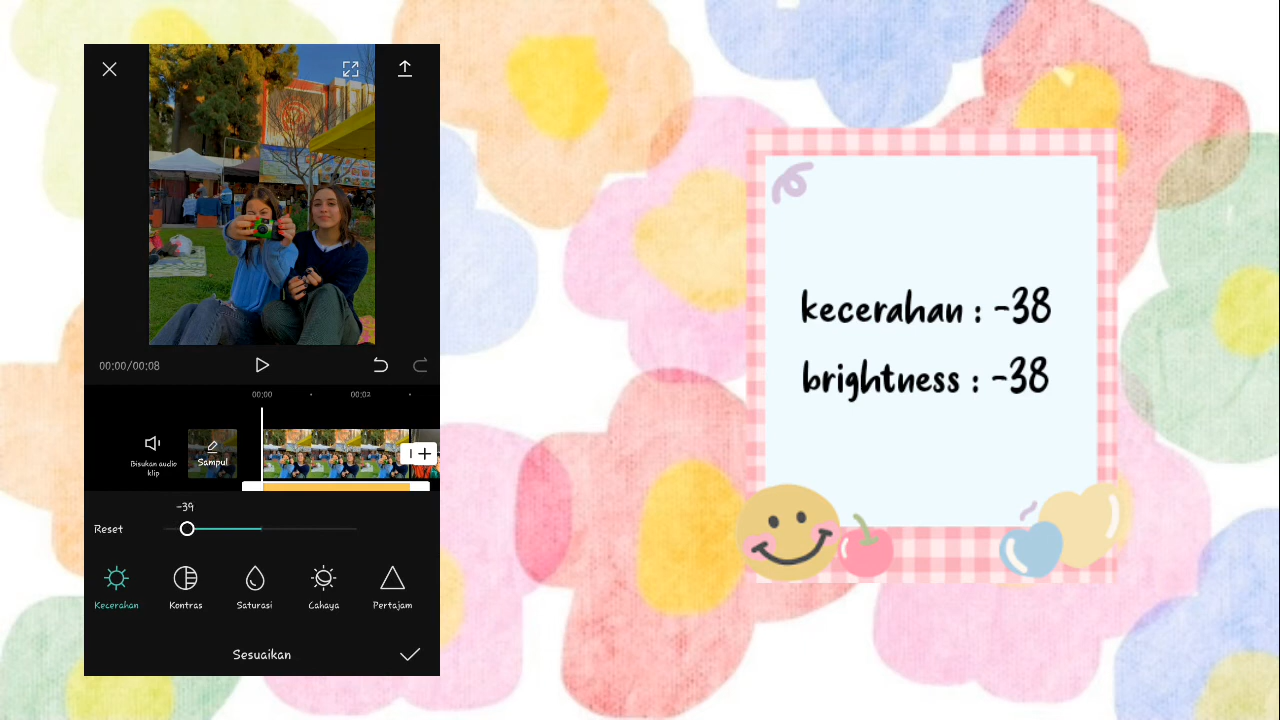 00:00/00:08
00:00
00:02
Bisukan audio
klip
Sampul
-39
Reset
Kecerahan
Kontras
Saturasi
Cahaya
Pertajam
Sesuaikan
kecerahan : -38
brightness : -38